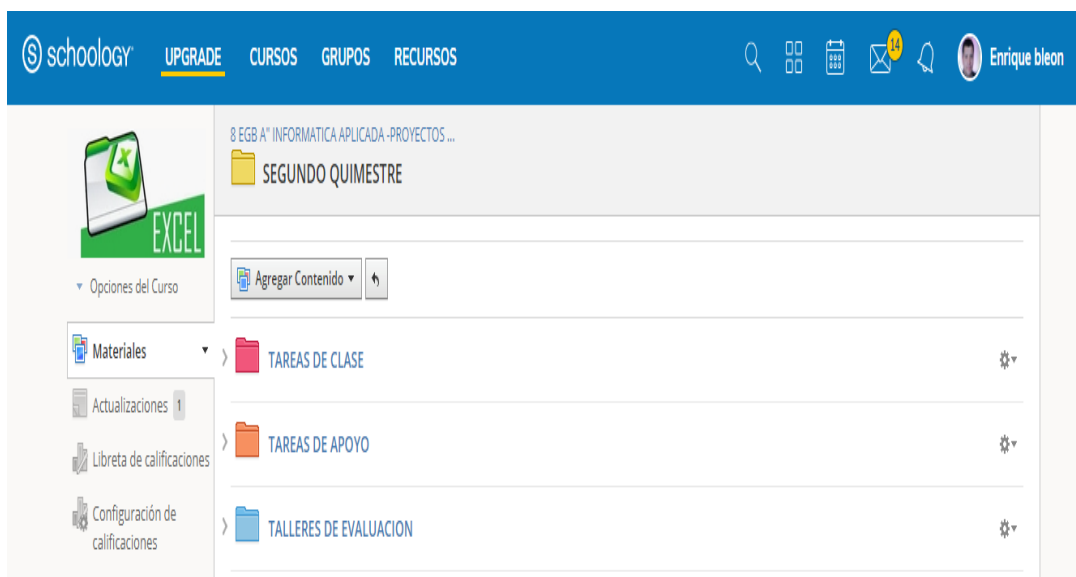 schoology UPGRADE CURSOS GRUPOS RECURSOS 14 Enrique bleon
8 EGB A" INFORMATICA APLICADA -PROYECTOS ...
SEGUNDO QUIMESTRE
EXCEL
Opciones del Curso
Agregar Contenido
Materiales
Actualizaciones 1
Libreta de calificaciones
Configuración de
calificaciones
TAREAS DE CLASE
TAREAS DE APOYO
TALLERES DE EVALUACION